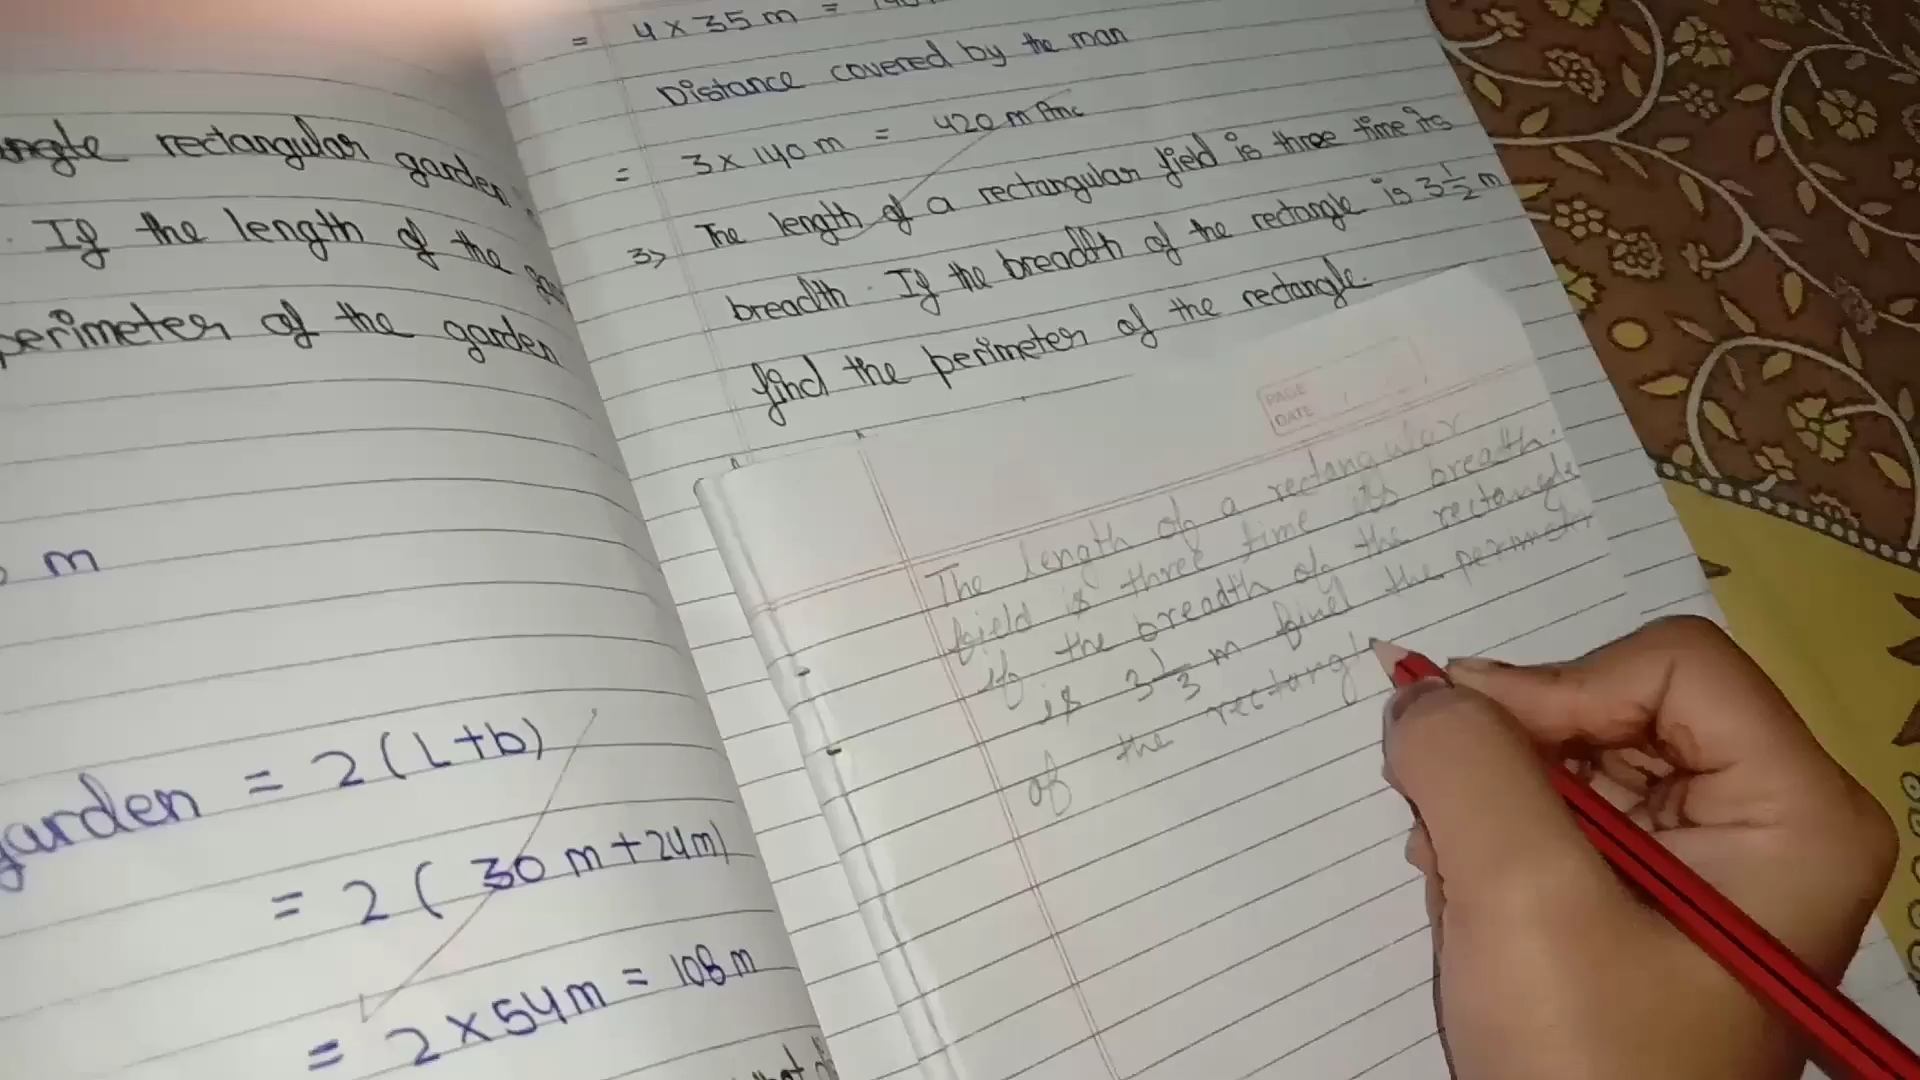 rectangular garden
. If the length of the
perimeter of the garden
m
garden = 2(L+b)
= 2 ( 30 m + 24m)
= 2 × 54m = 108 m
= 4 × 35 m =
Distance covered by the man
= 3 × 140 m = 420 m Ans
3> The length of a rectangular field is three time its
breadth . If the breadth of the rectangle is 3 1/2 m
find the perimeter of the rectangle.
PAGE
DATE
The length of a rectangular
field is three time its breadth.
if the breadth of the rectangle
is 3 1/3 m find the perimetr
of the rectangle